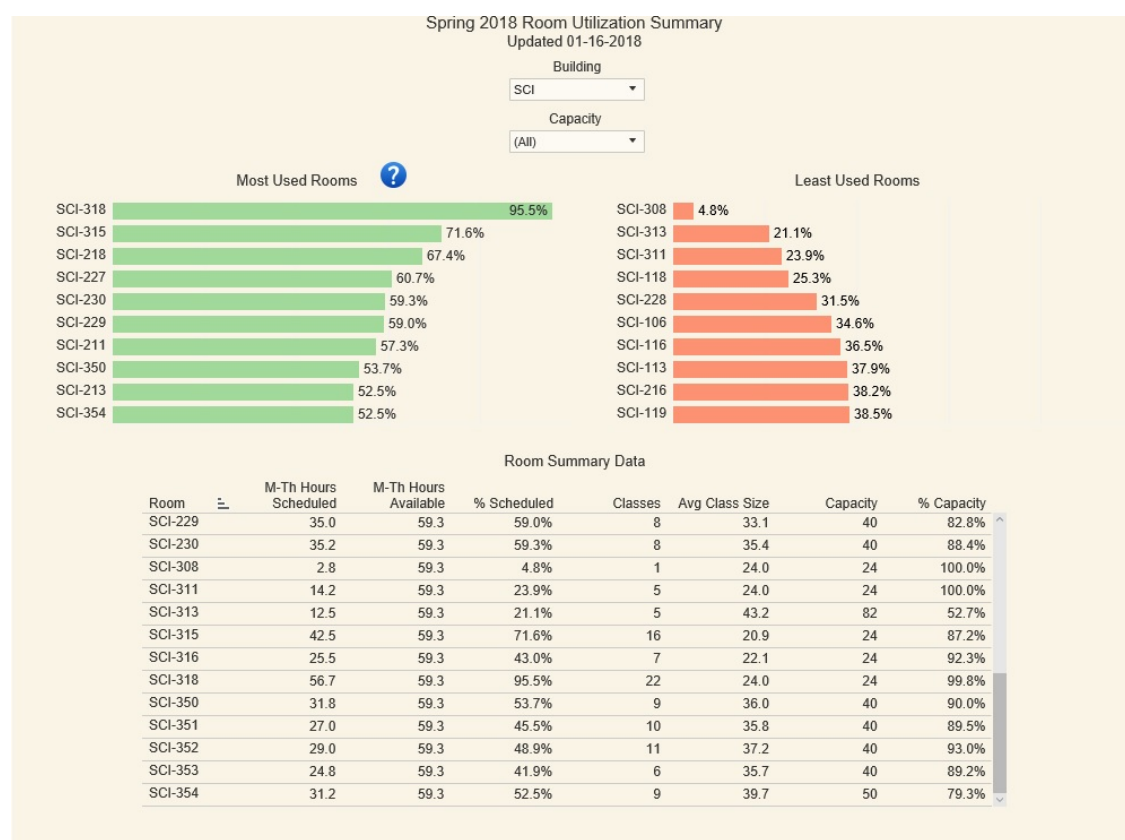 Spring 2018 Room Utilization Summary
Updated 01-16-2018
Building
SCI
Capacity
(All)
Most Used Rooms ?
SCI-318 95.5%
SCI-315 71.6%
SCI-218 67.4%
SCI-227 60.7%
SCI-230 59.3%
SCI-229 59.0%
SCI-211 57.3%
SCI-350 53.7%
SCI-213 52.5%
SCI-354 52.5%
Least Used Rooms
SCI-308 4.8%
SCI-313 21.1%
SCI-311 23.9%
SCI-118 25.3%
SCI-228 31.5%
SCI-106 34.6%
SCI-116 36.5%
SCI-113 37.9%
SCI-216 38.2%
SCI-119 38.5%
Room Summary Data
Room M-Th Hours Scheduled M-Th Hours Available % Scheduled Classes Avg Class Size Capacity % Capacity
SCI-229 35.0 59.3 59.0% 8 33.1 40 82.8%
SCI-230 35.2 59.3 59.3% 8 35.4 40 88.4%
SCI-308 2.8 59.3 4.8% 1 24.0 24 100.0%
SCI-311 14.2 59.3 23.9% 5 24.0 24 100.0%
SCI-313 12.5 59.3 21.1% 5 43.2 82 52.7%
SCI-315 42.5 59.3 71.6% 16 20.9 24 87.2%
SCI-316 25.5 59.3 43.0% 7 22.1 24 92.3%
SCI-318 56.7 59.3 95.5% 22 24.0 24 99.8%
SCI-350 31.8 59.3 53.7% 9 36.0 40 90.0%
SCI-351 27.0 59.3 45.5% 10 35.8 40 89.5%
SCI-352 29.0 59.3 48.9% 11 37.2 40 93.0%
SCI-353 24.8 59.3 41.9% 6 35.7 40 89.2%
SCI-354 31.2 59.3 52.5% 9 39.7 50 79.3%